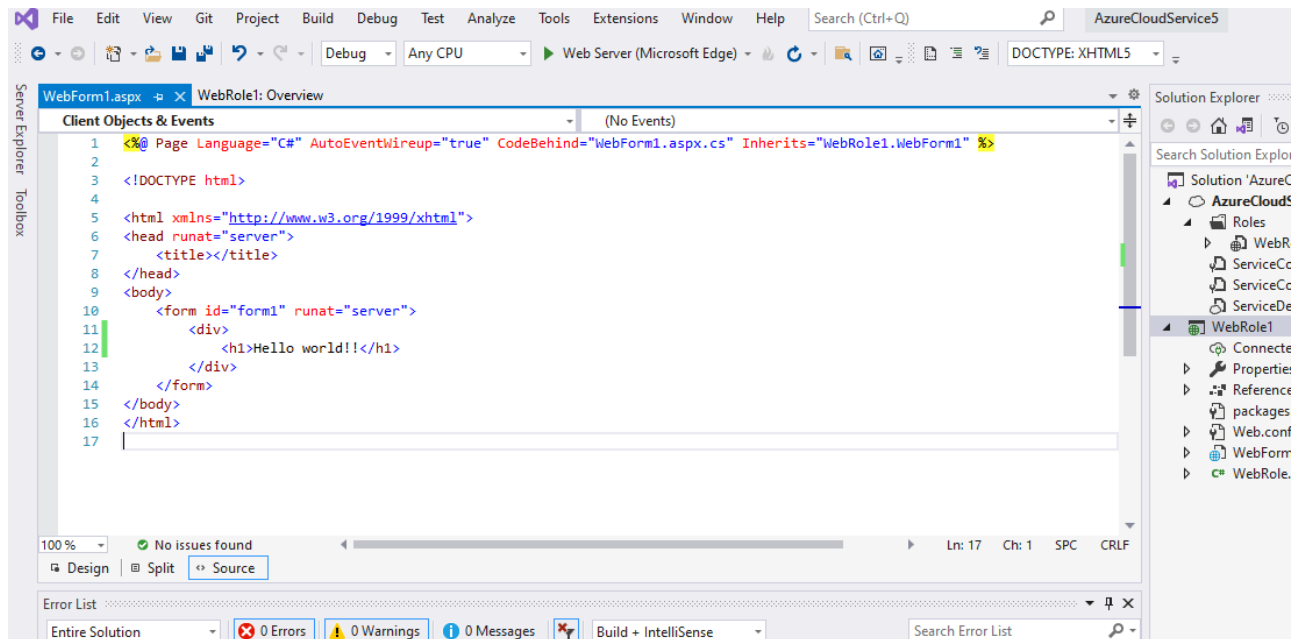 File Edit View Git Project Build Debug Test Analyze Tools Extensions Window Help Search (Ctrl+Q) AzureCloudService5
Debug Any CPU Web Server (Microsoft Edge) DOCTYPE: XHTML5
Server Explorer
Toolbox
WebForm1.aspx WebRole1: Overview
Client Objects & Events (No Events)
1 <%@ Page Language="C#" AutoEventWireup="true" CodeBehind="WebForm1.aspx.cs" Inherits="WebRole1.WebForm1" %>
2
3 <!DOCTYPE html>
4
5 <html xmlns="http://www.w3.org/1999/xhtml">
6 <head runat="server">
7     <title></title>
8 </head>
9 <body>
10     <form id="form1" runat="server">
11         <div>
12             <h1>Hello world!!</h1>
13         </div>
14     </form>
15 </body>
16 </html>
17
100 % No issues found Ln: 17 Ch: 1 SPC CRLF
Design Split Source
Error List
Entire Solution 0 Errors 0 Warnings 0 Messages Build + IntelliSense Search Error List
Solution Explorer
Search Solution Explor
Solution 'AzureC
AzureCloudS
Roles
WebR
ServiceCo
ServiceCo
ServiceDe
WebRole1
Connecte
Properties
Reference
packages
Web.conf
WebForm
C# WebRole.